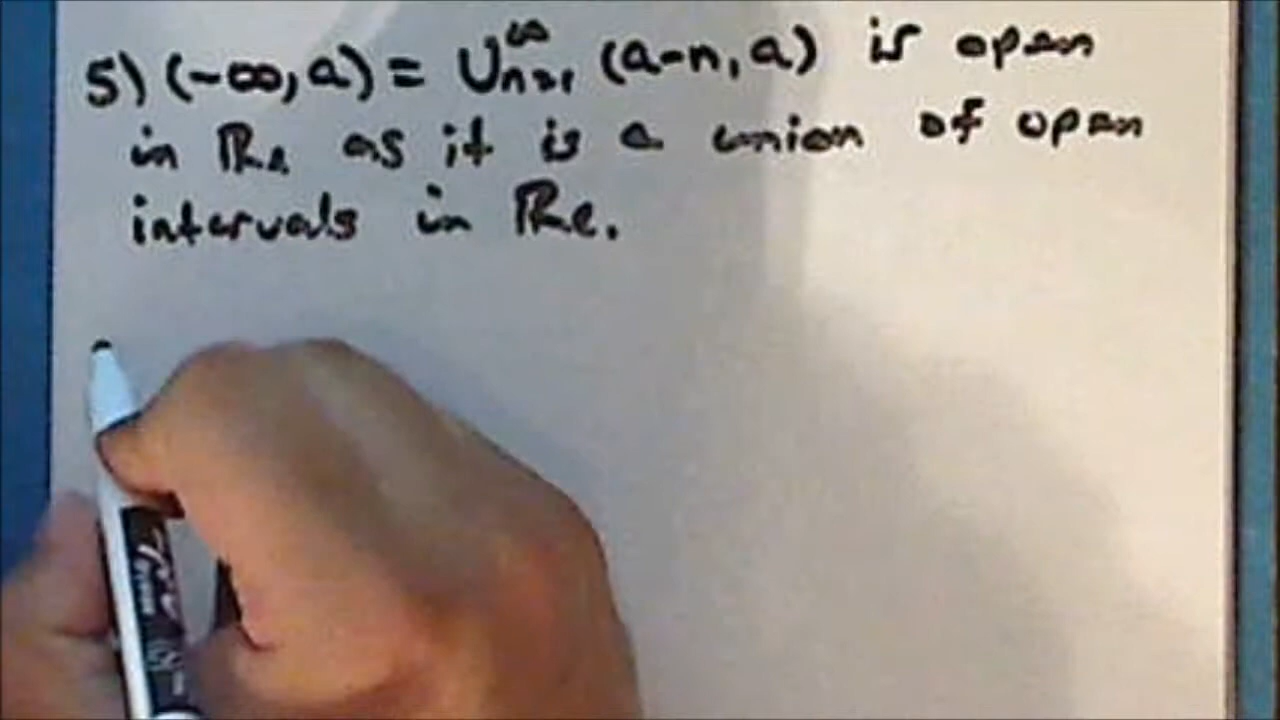 5) (-∞, a) = ∪ₙ₌₁^∞ (a-n, a) is open
in ℝe as it is a union of open
intervals in ℝe.